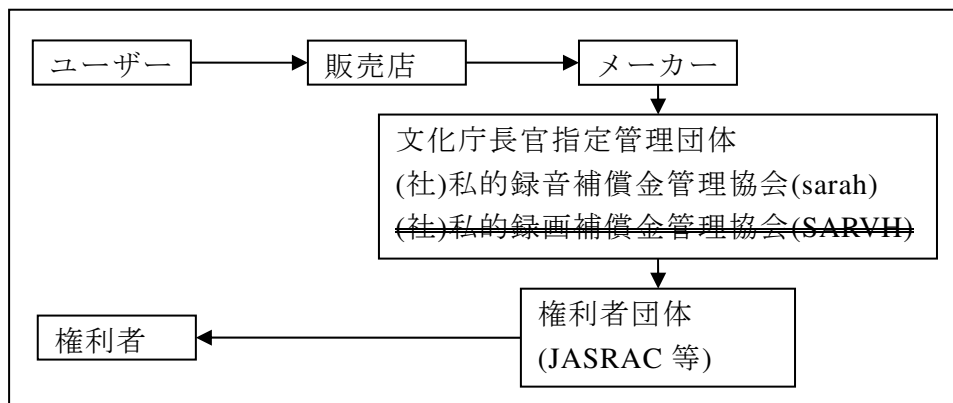 ユーザー
販売店
メーカー
文化庁長官指定管理団体
(社)私的録音補償金管理協会(sarah)
(社)私的録画補償金管理協会(SARVH)
権利者団体
(JASRAC 等)
権利者